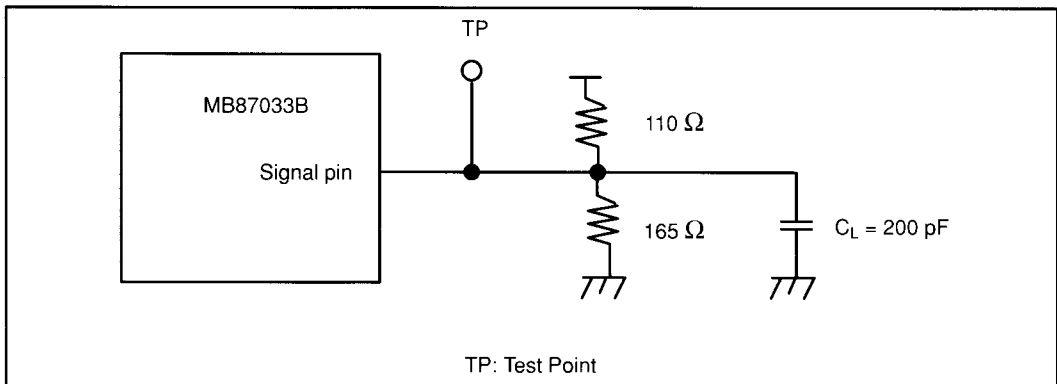 TP
MB87033B
110 Ω
Signal pin
165 Ω
C_L = 200 pF
TP: Test Point